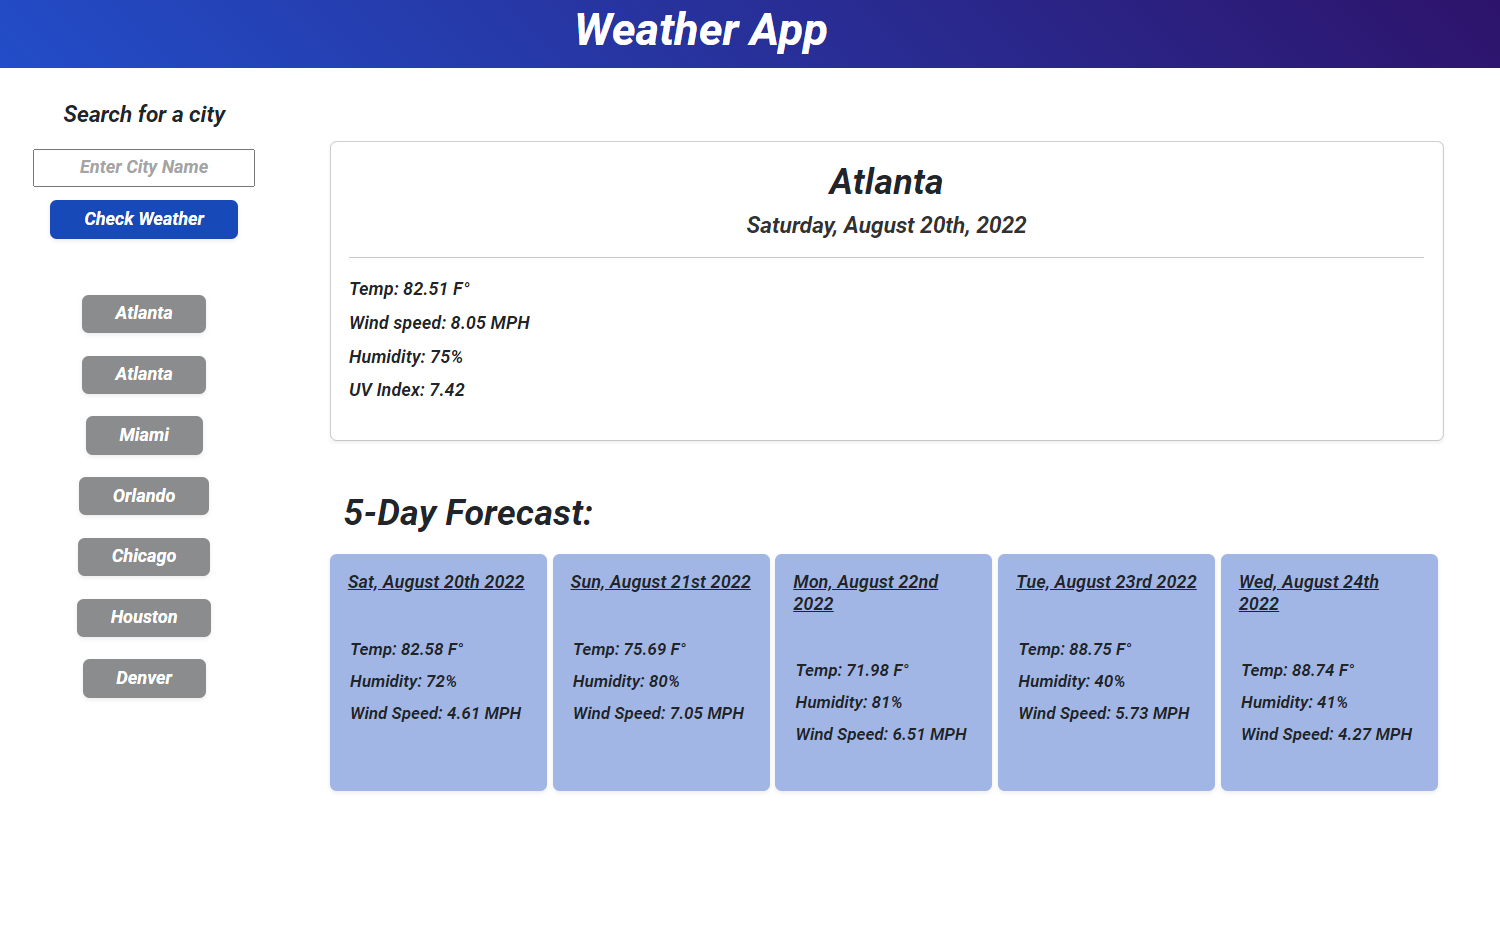 Weather App
Search for a city
Enter City Name
Check Weather
Atlanta
Atlanta
Miami
Orlando
Chicago
Houston
Denver
Atlanta
Saturday, August 20th, 2022
Temp: 82.51 F°
Wind speed: 8.05 MPH
Humidity: 75%
UV Index: 7.42
5-Day Forecast:
Sat, August 20th 2022
Temp: 82.58 F°
Humidity: 72%
Wind Speed: 4.61 MPH
Sun, August 21st 2022
Temp: 75.69 F°
Humidity: 80%
Wind Speed: 7.05 MPH
Mon, August 22nd
2022
Temp: 71.98 F°
Humidity: 81%
Wind Speed: 6.51 MPH
Tue, August 23rd 2022
Temp: 88.75 F°
Humidity: 40%
Wind Speed: 5.73 MPH
Wed, August 24th
2022
Temp: 88.74 F°
Humidity: 41%
Wind Speed: 4.27 MPH